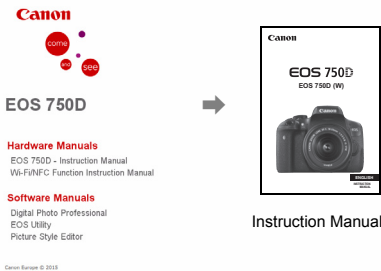 Canon
come
and
see
EOS 750D
Hardware Manuals
EOS 750D - Instruction Manual
Wi-Fi/NFC Function Instruction Manual
Software Manuals
Digital Photo Professional
EOS Utility
Picture Style Editor
Canon Europe © 2015
Canon
EOS 750D
EOS 750D (W)
Canon
ENGLISH
INSTRUCTION
MANUAL
Instruction Manual